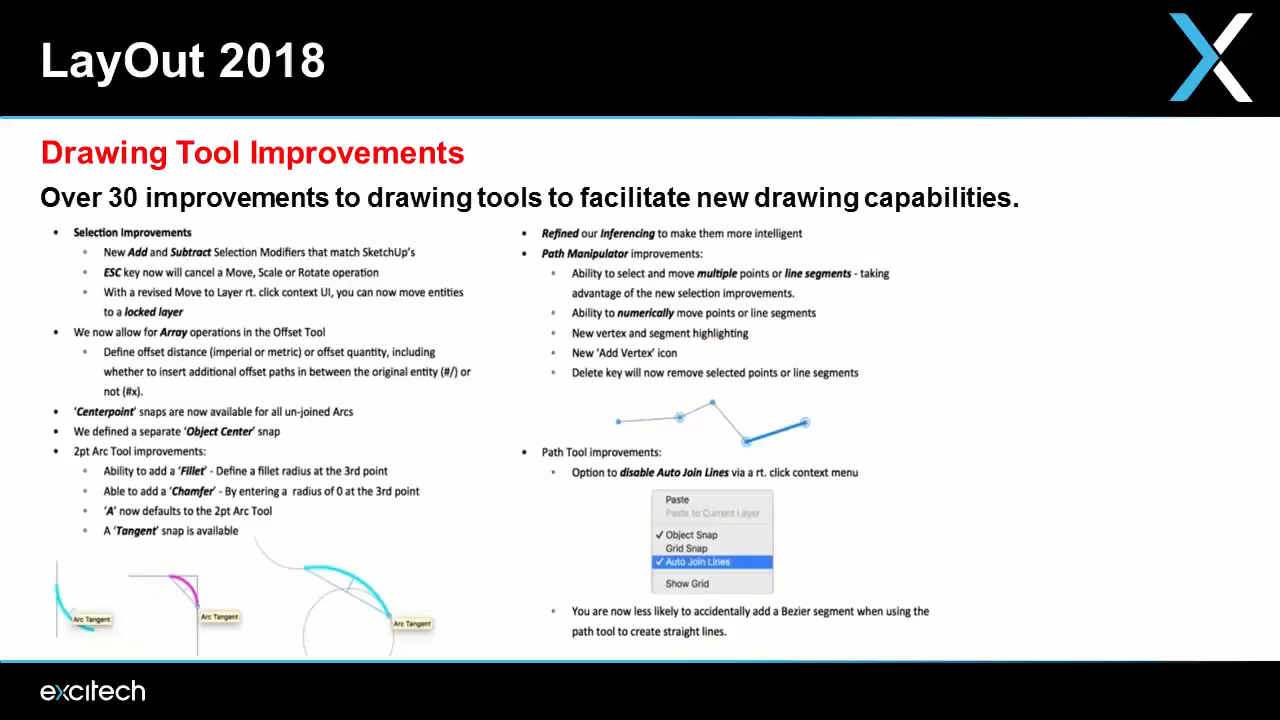 LayOut 2018
Drawing Tool Improvements
Over 30 improvements to drawing tools to facilitate new drawing capabilities.
• Selection Improvements
◦ New Add and Subtract Selection Modifiers that match SketchUp's
◦ ESC key now will cancel a Move, Scale or Rotate operation
◦ With a revised Move to Layer rt. click context UI, you can now move entities
to a locked layer
• We now allow for Array operations in the Offset Tool
◦ Define offset distance (imperial or metric) or offset quantity, including
whether to insert additional offset paths in between the original entity (#/) or
not (#x).
• 'Centerpoint' snaps are now available for all un-joined Arcs
• We defined a separate 'Object Center' snap
• 2pt Arc Tool improvements:
◦ Ability to add a 'Fillet' - Define a fillet radius at the 3rd point
◦ Able to add a 'Chamfer' - By entering a radius of 0 at the 3rd point
◦ 'A' now defaults to the 2pt Arc Tool
◦ A 'Tangent' snap is available
Arc Tangent
Arc Tangent
Arc Tangent
• Refined our Inferencing to make them more intelligent
• Path Manipulator improvements:
◦ Ability to select and move multiple points or line segments - taking
advantage of the new selection improvements.
◦ Ability to numerically move points or line segments
◦ New vertex and segment highlighting
◦ New 'Add Vertex' icon
◦ Delete key will now remove selected points or line segments
• Path Tool improvements:
◦ Option to disable Auto Join Lines via a rt. click context menu
Paste
Paste to Current Layer
✓ Object Snap
Grid Snap
✓ Auto Join Lines
Show Grid
◦ You are now less likely to accidentally add a Bezier segment when using the
path tool to create straight lines.
excitech